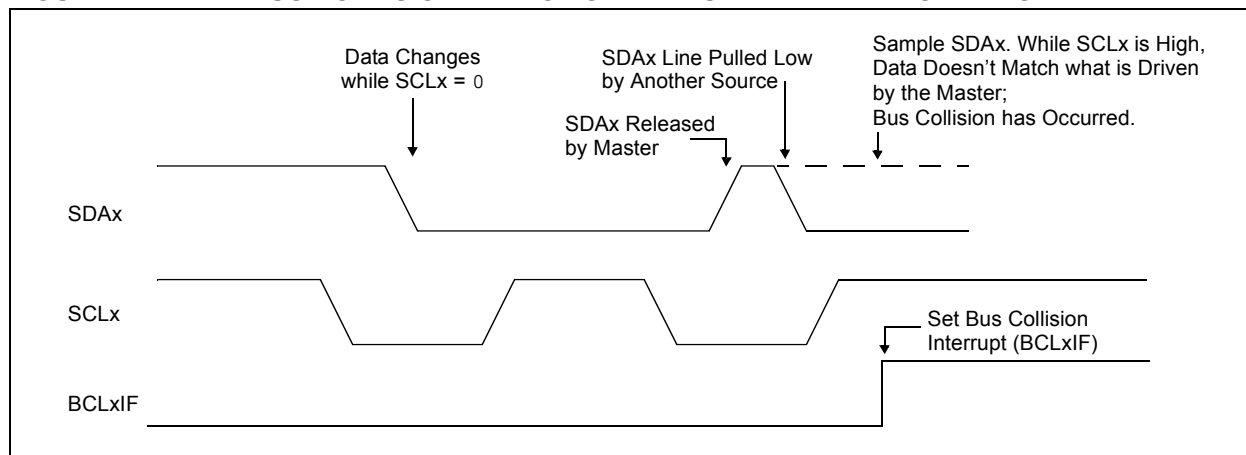 Data Changes
while SCLx = 0
SDAx Line Pulled Low
by Another Source
SDAx Released
by Master
Sample SDAx. While SCLx is High,
Data Doesn’t Match what is Driven
by the Master;
Bus Collision has Occurred.
SDAx
SCLx
Set Bus Collision
Interrupt (BCLxIF)
BCLxIF